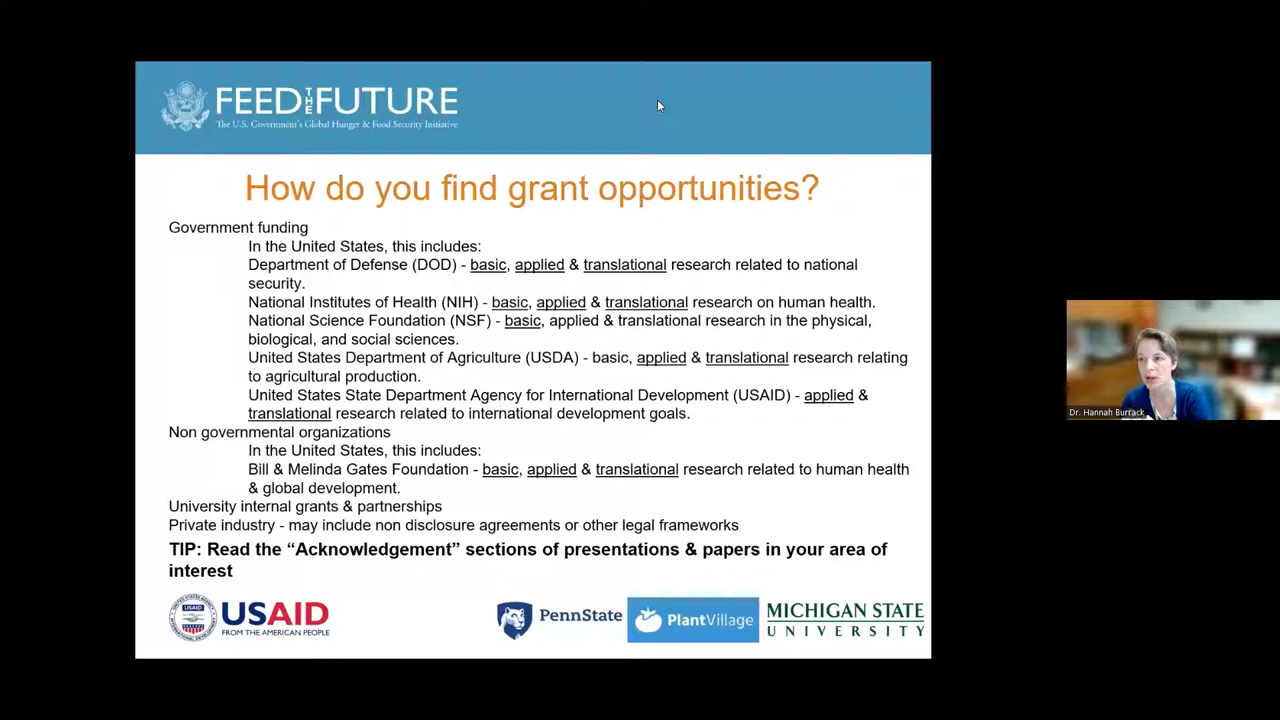 FEED THE FUTURE
The U.S. Government's Global Hunger & Food Security Initiative
How do you find grant opportunities?
Government funding
In the United States, this includes:
Department of Defense (DOD) - basic, applied & translational research related to national
security.
National Institutes of Health (NIH) - basic, applied & translational research on human health.
National Science Foundation (NSF) - basic, applied & translational research in the physical,
biological, and social sciences.
United States Department of Agriculture (USDA) - basic, applied & translational research relating
to agricultural production.
United States State Department Agency for International Development (USAID) - applied &
translational research related to international development goals.
Non governmental organizations
In the United States, this includes:
Bill & Melinda Gates Foundation - basic, applied & translational research related to human health
& global development.
University internal grants & partnerships
Private industry - may include non disclosure agreements or other legal frameworks
TIP: Read the “Acknowledgement” sections of presentations & papers in your area of
interest
USAID
FROM THE AMERICAN PEOPLE
PennState
PlantVillage
MICHIGAN STATE
UNIVERSITY
Dr. Hannah Burrack